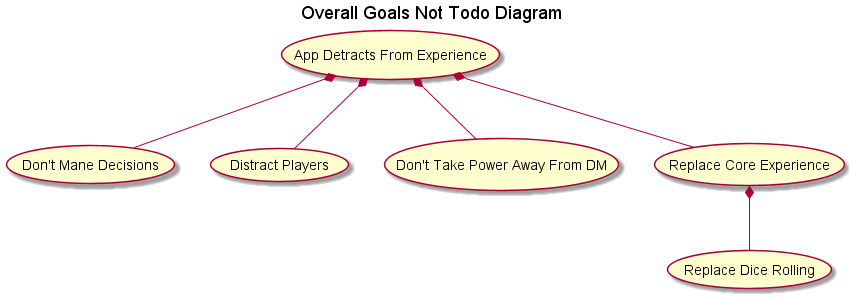 Overall Goals Not Todo Diagram
App Detracts From Experience
Don't Mane Decisions
Distract Players
Don't Take Power Away From DM
Replace Core Experience
Replace Dice Rolling